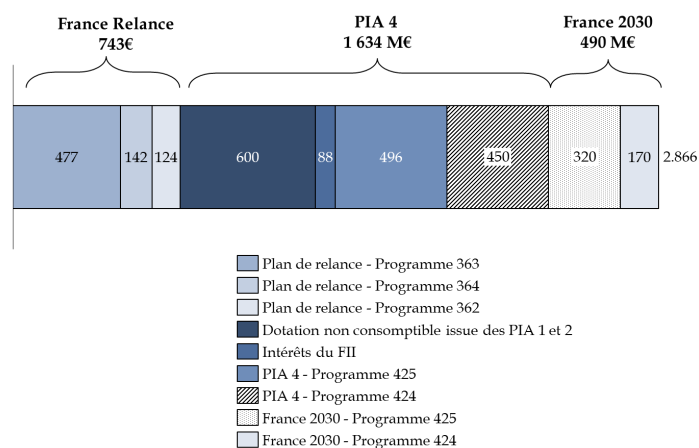 France Relance
743€
PIA 4
1 634 M€
France 2030
490 M€
477
142
124
600
88
496
450
320
170
2.866
Plan de relance - Programme 363
Plan de relance - Programme 364
Plan de relance - Programme 362
Dotation non consomptible issue des PIA 1 et 2
Intérêts du FII
PIA 4 - Programme 425
PIA 4 - Programme 424
France 2030 - Programme 425
France 2030 - Programme 424